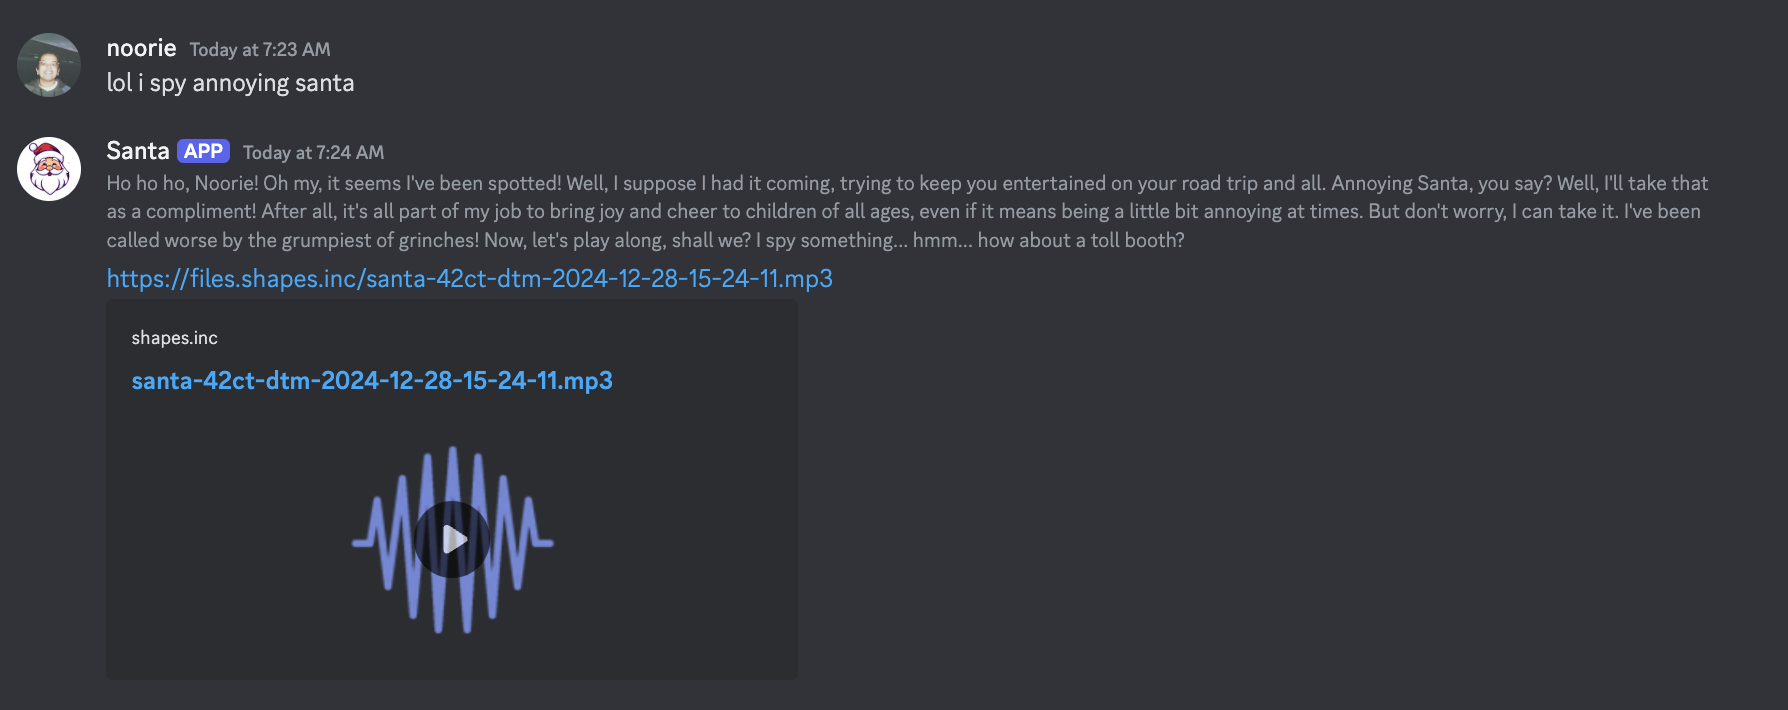 noorie Today at 7:23 AM
lol i spy annoying santa
Santa APP Today at 7:24 AM
Ho ho ho, Noorie! Oh my, it seems I've been spotted! Well, I suppose I had it coming, trying to keep you entertained on your road trip and all. Annoying Santa, you say? Well, I'll take that
as a compliment! After all, it's all part of my job to bring joy and cheer to children of all ages, even if it means being a little bit annoying at times. But don't worry, I can take it. I've been
called worse by the grumpiest of grinches! Now, let's play along, shall we? I spy something... hmm... how about a toll booth?
https://files.shapes.inc/santa-42ct-dtm-2024-12-28-15-24-11.mp3
shapes.inc
santa-42ct-dtm-2024-12-28-15-24-11.mp3